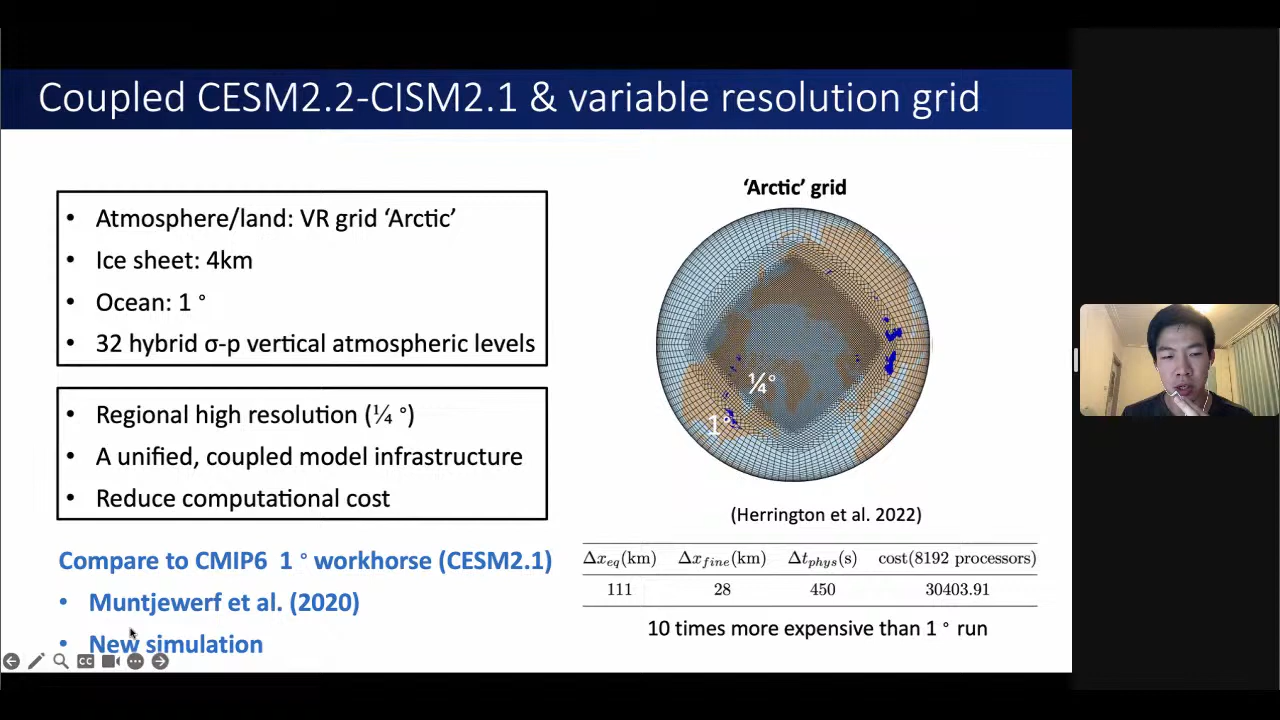 Coupled CESM2.2-CISM2.1 & variable resolution grid
• Atmosphere/land: VR grid ‘Arctic’
• Ice sheet: 4km
• Ocean: 1 °
• 32 hybrid σ-p vertical atmospheric levels
• Regional high resolution (¼ °)
• A unified, coupled model infrastructure
• Reduce computational cost
Compare to CMIP6 1 ° workhorse (CESM2.1)
• Muntjewerf et al. (2020)
• New simulation
CC
‘Arctic’ grid
¼°
1°
(Herrington et al. 2022)
Δx_eq(km) Δx_fine(km) Δt_phys(s) cost(8192 processors)
111 28 450 30403.91
10 times more expensive than 1 ° run